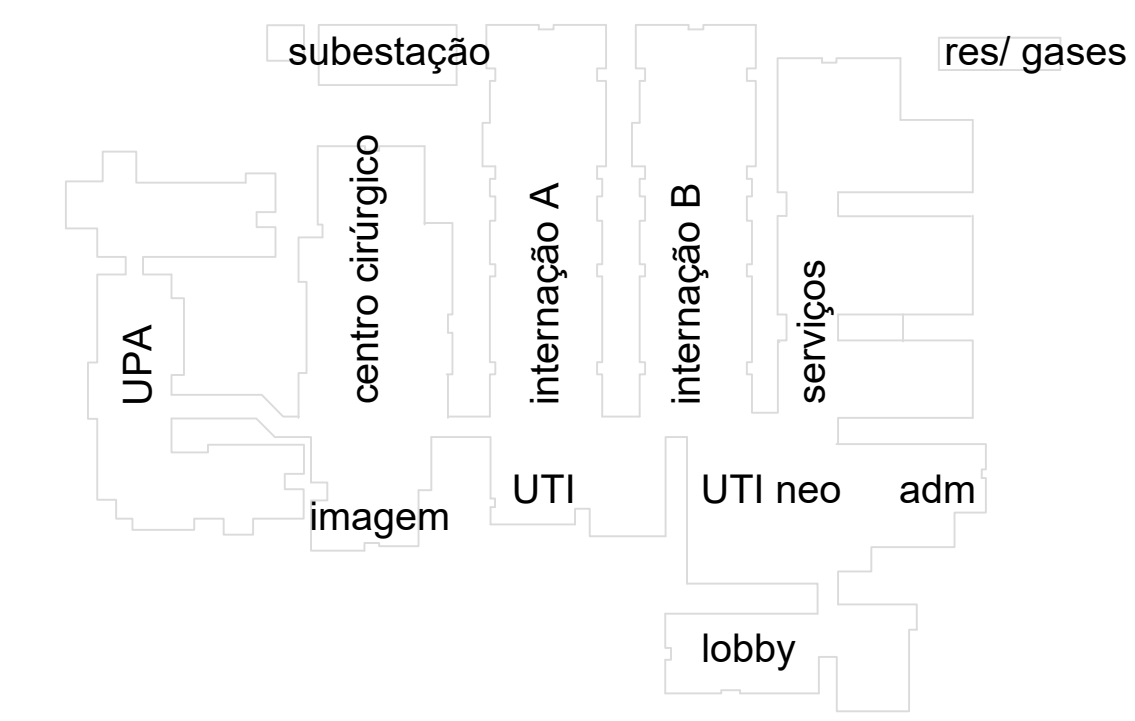 subestação
res/ gases
UPA
centro cirúrgico
internação A
internação B
serviços
imagem
UTI
UTI neo
adm
lobby